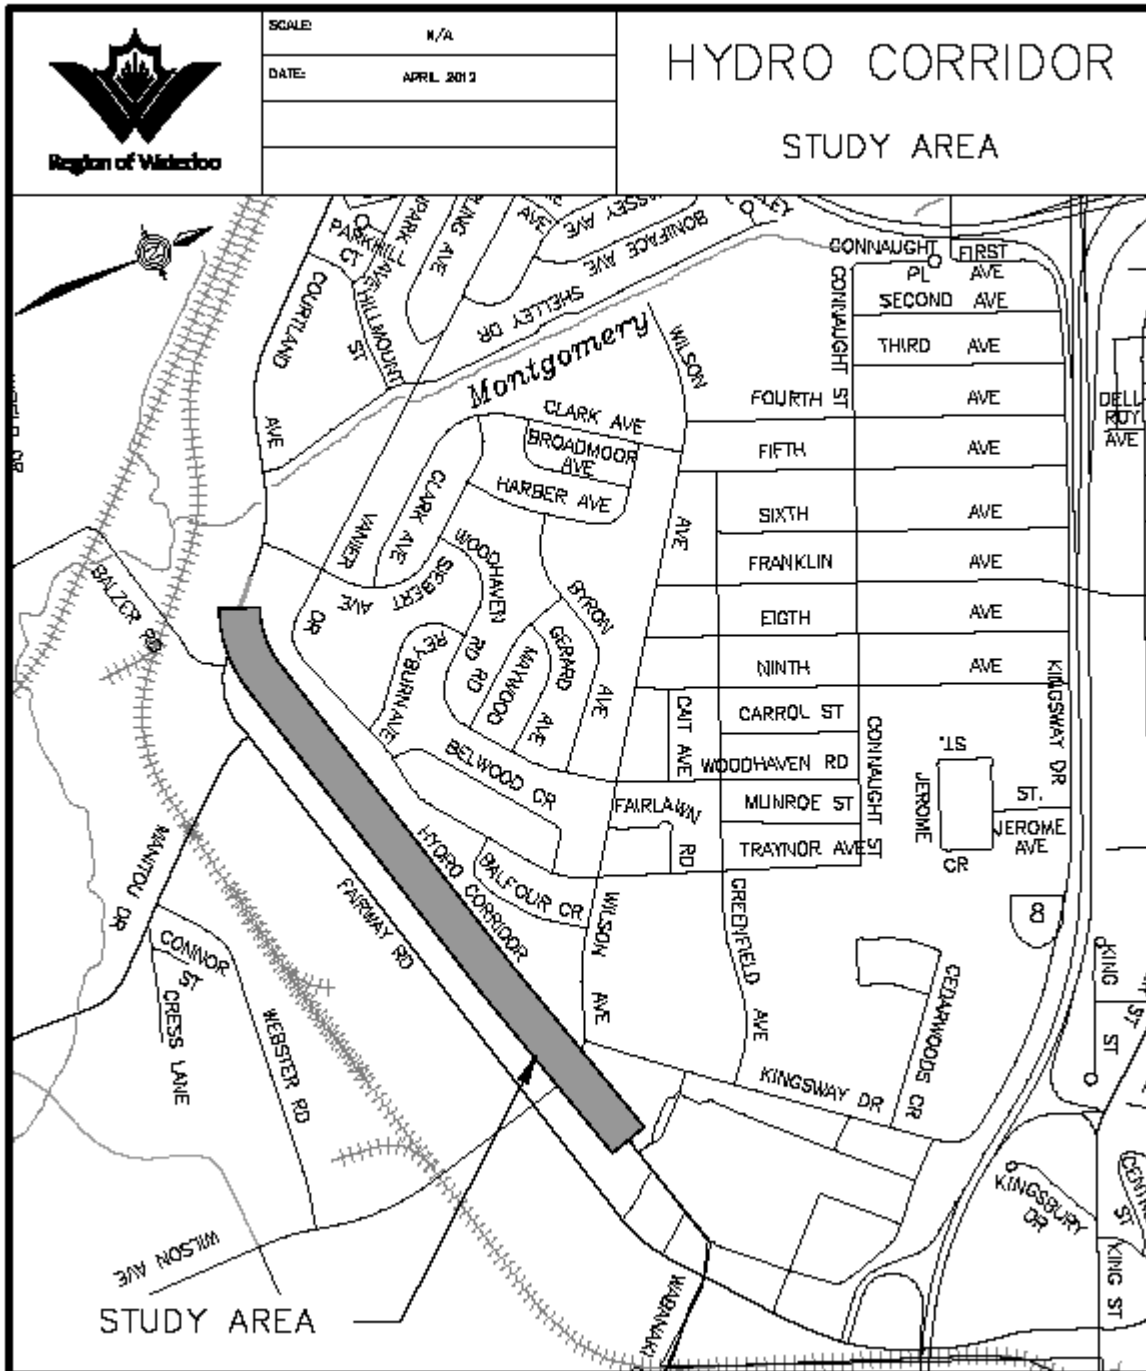 SCALE:
N/A
DATE:
APRIL 2013
HYDRO CORRIDOR
STUDY AREA
Region of Waterloo
PARKHILL
CT
AVE
HILLMOUNT
ST
COURTLAND
AVE
AVE
BONIFACE AVE
SHELLEY DR
Montgomery
WILSON
AVE
CONNAUGHT
PL
FIRST
AVE
SECOND AVE
THIRD AVE
CONNAUGHT ST
FOURTH AVE
FIFTH AVE
SIXTH AVE
FRANKLIN AVE
EIGTH AVE
NINTH AVE
CLARK AVE
BROADMOOR
AVE
HARBER AVE
CLARK AVE
VANIER
DR
SIEBERT
AVE
WOODHAVEN
RD
RD
MAYWOOD
GERARD
AVE
BYRON
AVE
REYBURN AVE
BELWOOD CR
BALFOUR CR
BALZER RD
MANITOU DR
CONNOR
ST
CRESS LANE
WEBSTER RD
FAIRWAY RD
HYDRO CORRIDOR
CAIT AVE
CARROL ST
WOODHAVEN RD
FAIRLAWN
RD
MUNROE ST
TRAYNOR AVE
CONNAUGHT
ST
GREENFIELD
AVE
WILSON
AVE
KINGSWAY DR
KINGSWAY DR
JEROME
ST.
CR
ST.
JEROME
AVE
8
CEDARWOODS CR
KING
ST
ST
KINGSBURY
DR
ST
KING ST
DELL
ROY
AVE
WILSON AVE
WABANAKI
STUDY AREA